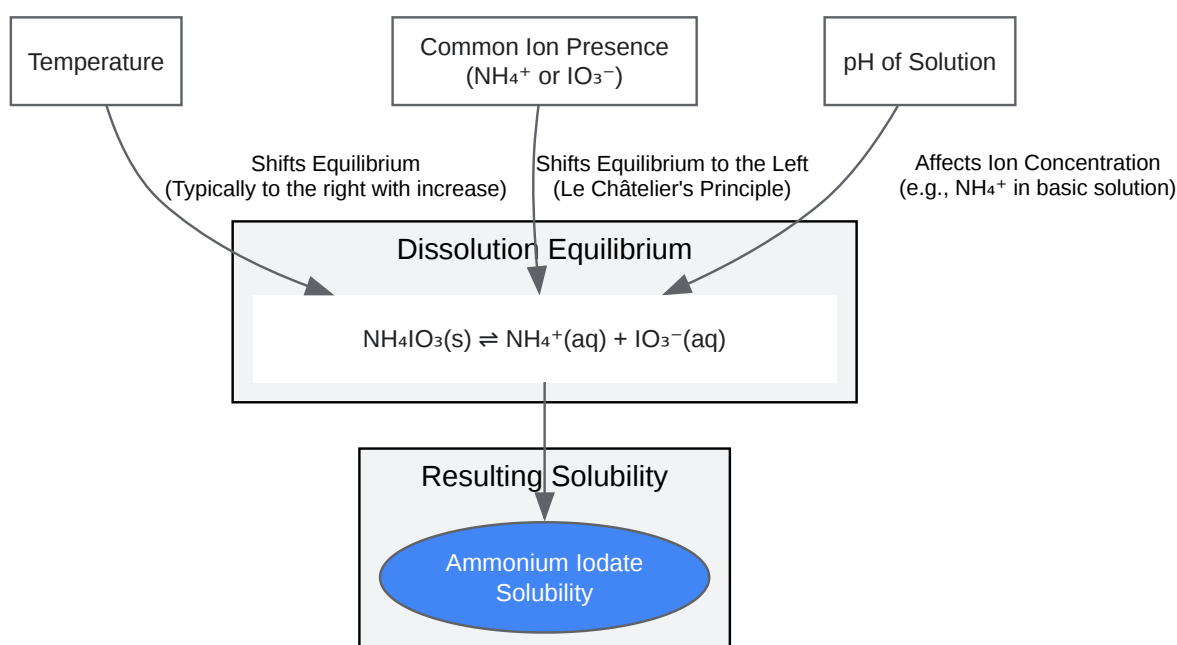 Temperature
Common Ion Presence
(NH₄⁺ or IO₃⁻)
pH of Solution
Shifts Equilibrium
(Typically to the right with increase)
Shifts Equilibrium to the Left
(Le Châtelier's Principle)
Affects Ion Concentration
(e.g., NH₄⁺ in basic solution)
Dissolution Equilibrium
NH₄IO₃(s) ⇌ NH₄⁺(aq) + IO₃⁻(aq)
Resulting Solubility
Ammonium Iodate
Solubility